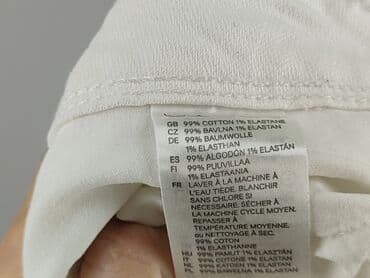 GB 99% COTTON 1% ELASTANE
CZ 99% BAVLNA 1% ELASTANE
DE 99% BAUMWOLLE
1% ELASTHAN
ES 99% ALGODÓN 1% ELASTÁN
FI 99% PUUVILLAA
1% ELASTAANIA
FR LAVER À LA MACHINE À
L'EAU TIÈDE. BLANCHIR
SANS CHLORE SI
NÉCESSAIRE. SÉCHER À
LA MACHINE CYCLE MOYEN.
REPASSER À
TEMPÉRATURE MOYENNE,
OU NETTOYAGE À SEC.
99% COTON
1% ELASTHANNE
HU 99% PAMUT 1% ELASZTÁN
IT 99% COTONE 1% ELASTAN
NL 99% KATOEN 1% ELASTAN
PL 99% BAWEŁNA 1% ELASTAN